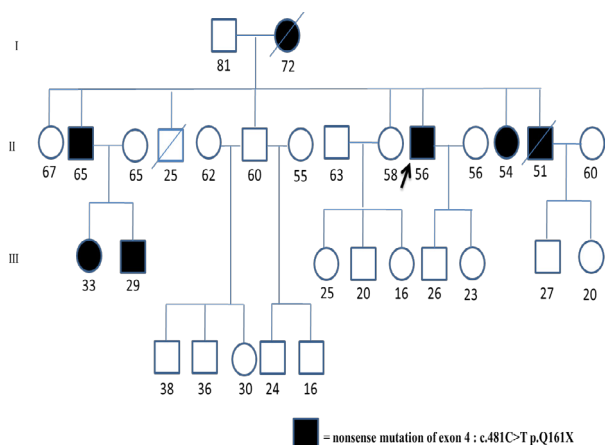 I
81 72
II
67 65 65 25 62 60 55 63 58 56 56 54 51 60
III
33 29 25 20 16 26 23 27 20
38 36 30 24 16
= nonsense mutation of exon 4 : c.481C>T p.Q161X